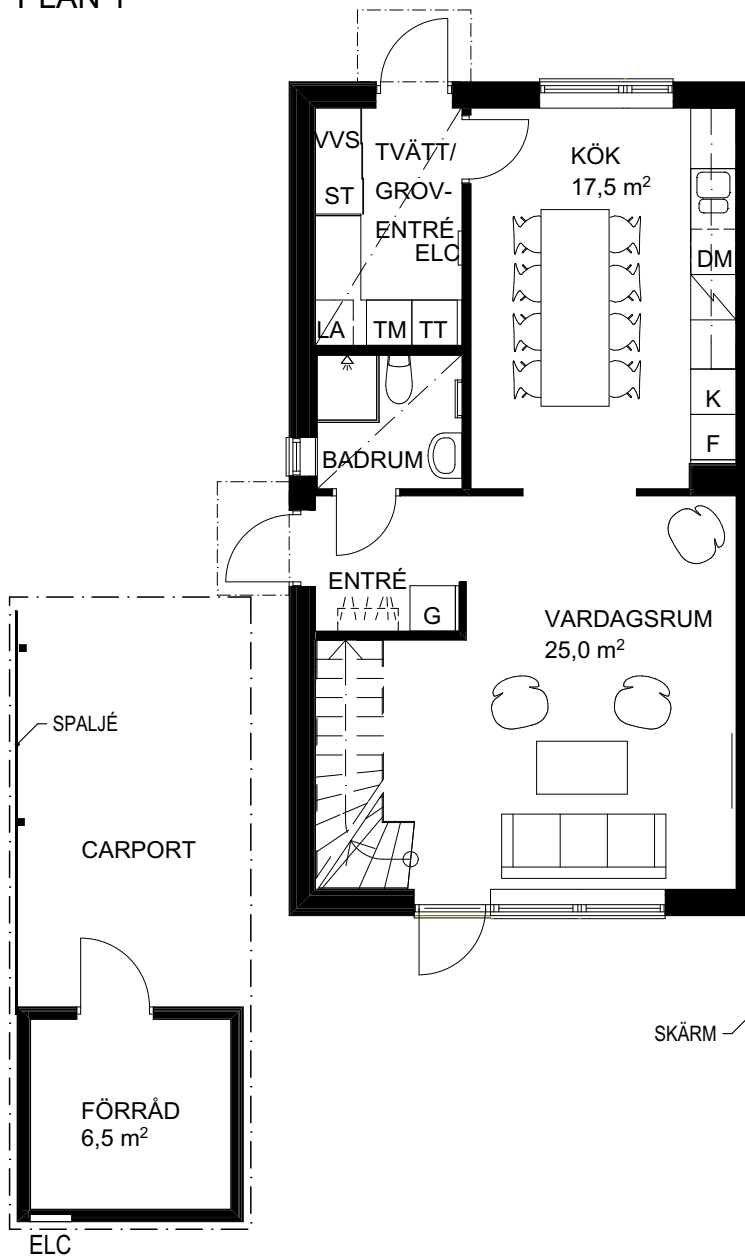 PLAN 1
VVS
ST
TVÄTT/
GROV-
ENTRÉ
ELC
KÖK
17,5 m²
DM
LA
TM
TT
K
F
BADRUM
ENTRÉ
G
VARDAGSRUM
25,0 m²
SPALJÉ
CARPORT
SKÄRM
FÖRRÅD
6,5 m²
ELC